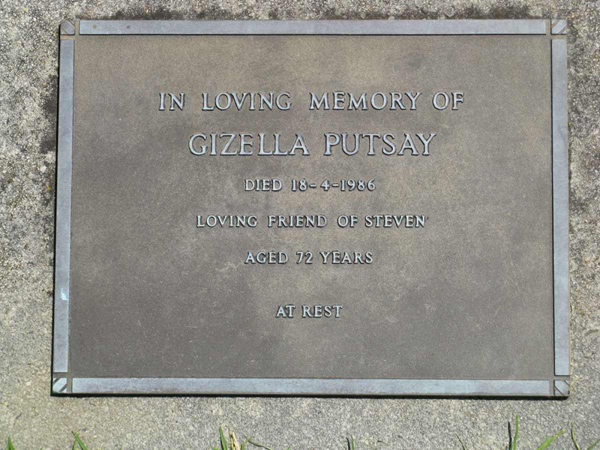 IN LOVING MEMORY OF
GIZELLA PUTSAY
DIED 18-4-1986
LOVING FRIEND OF STEVEN
AGED 72 YEARS
AT REST